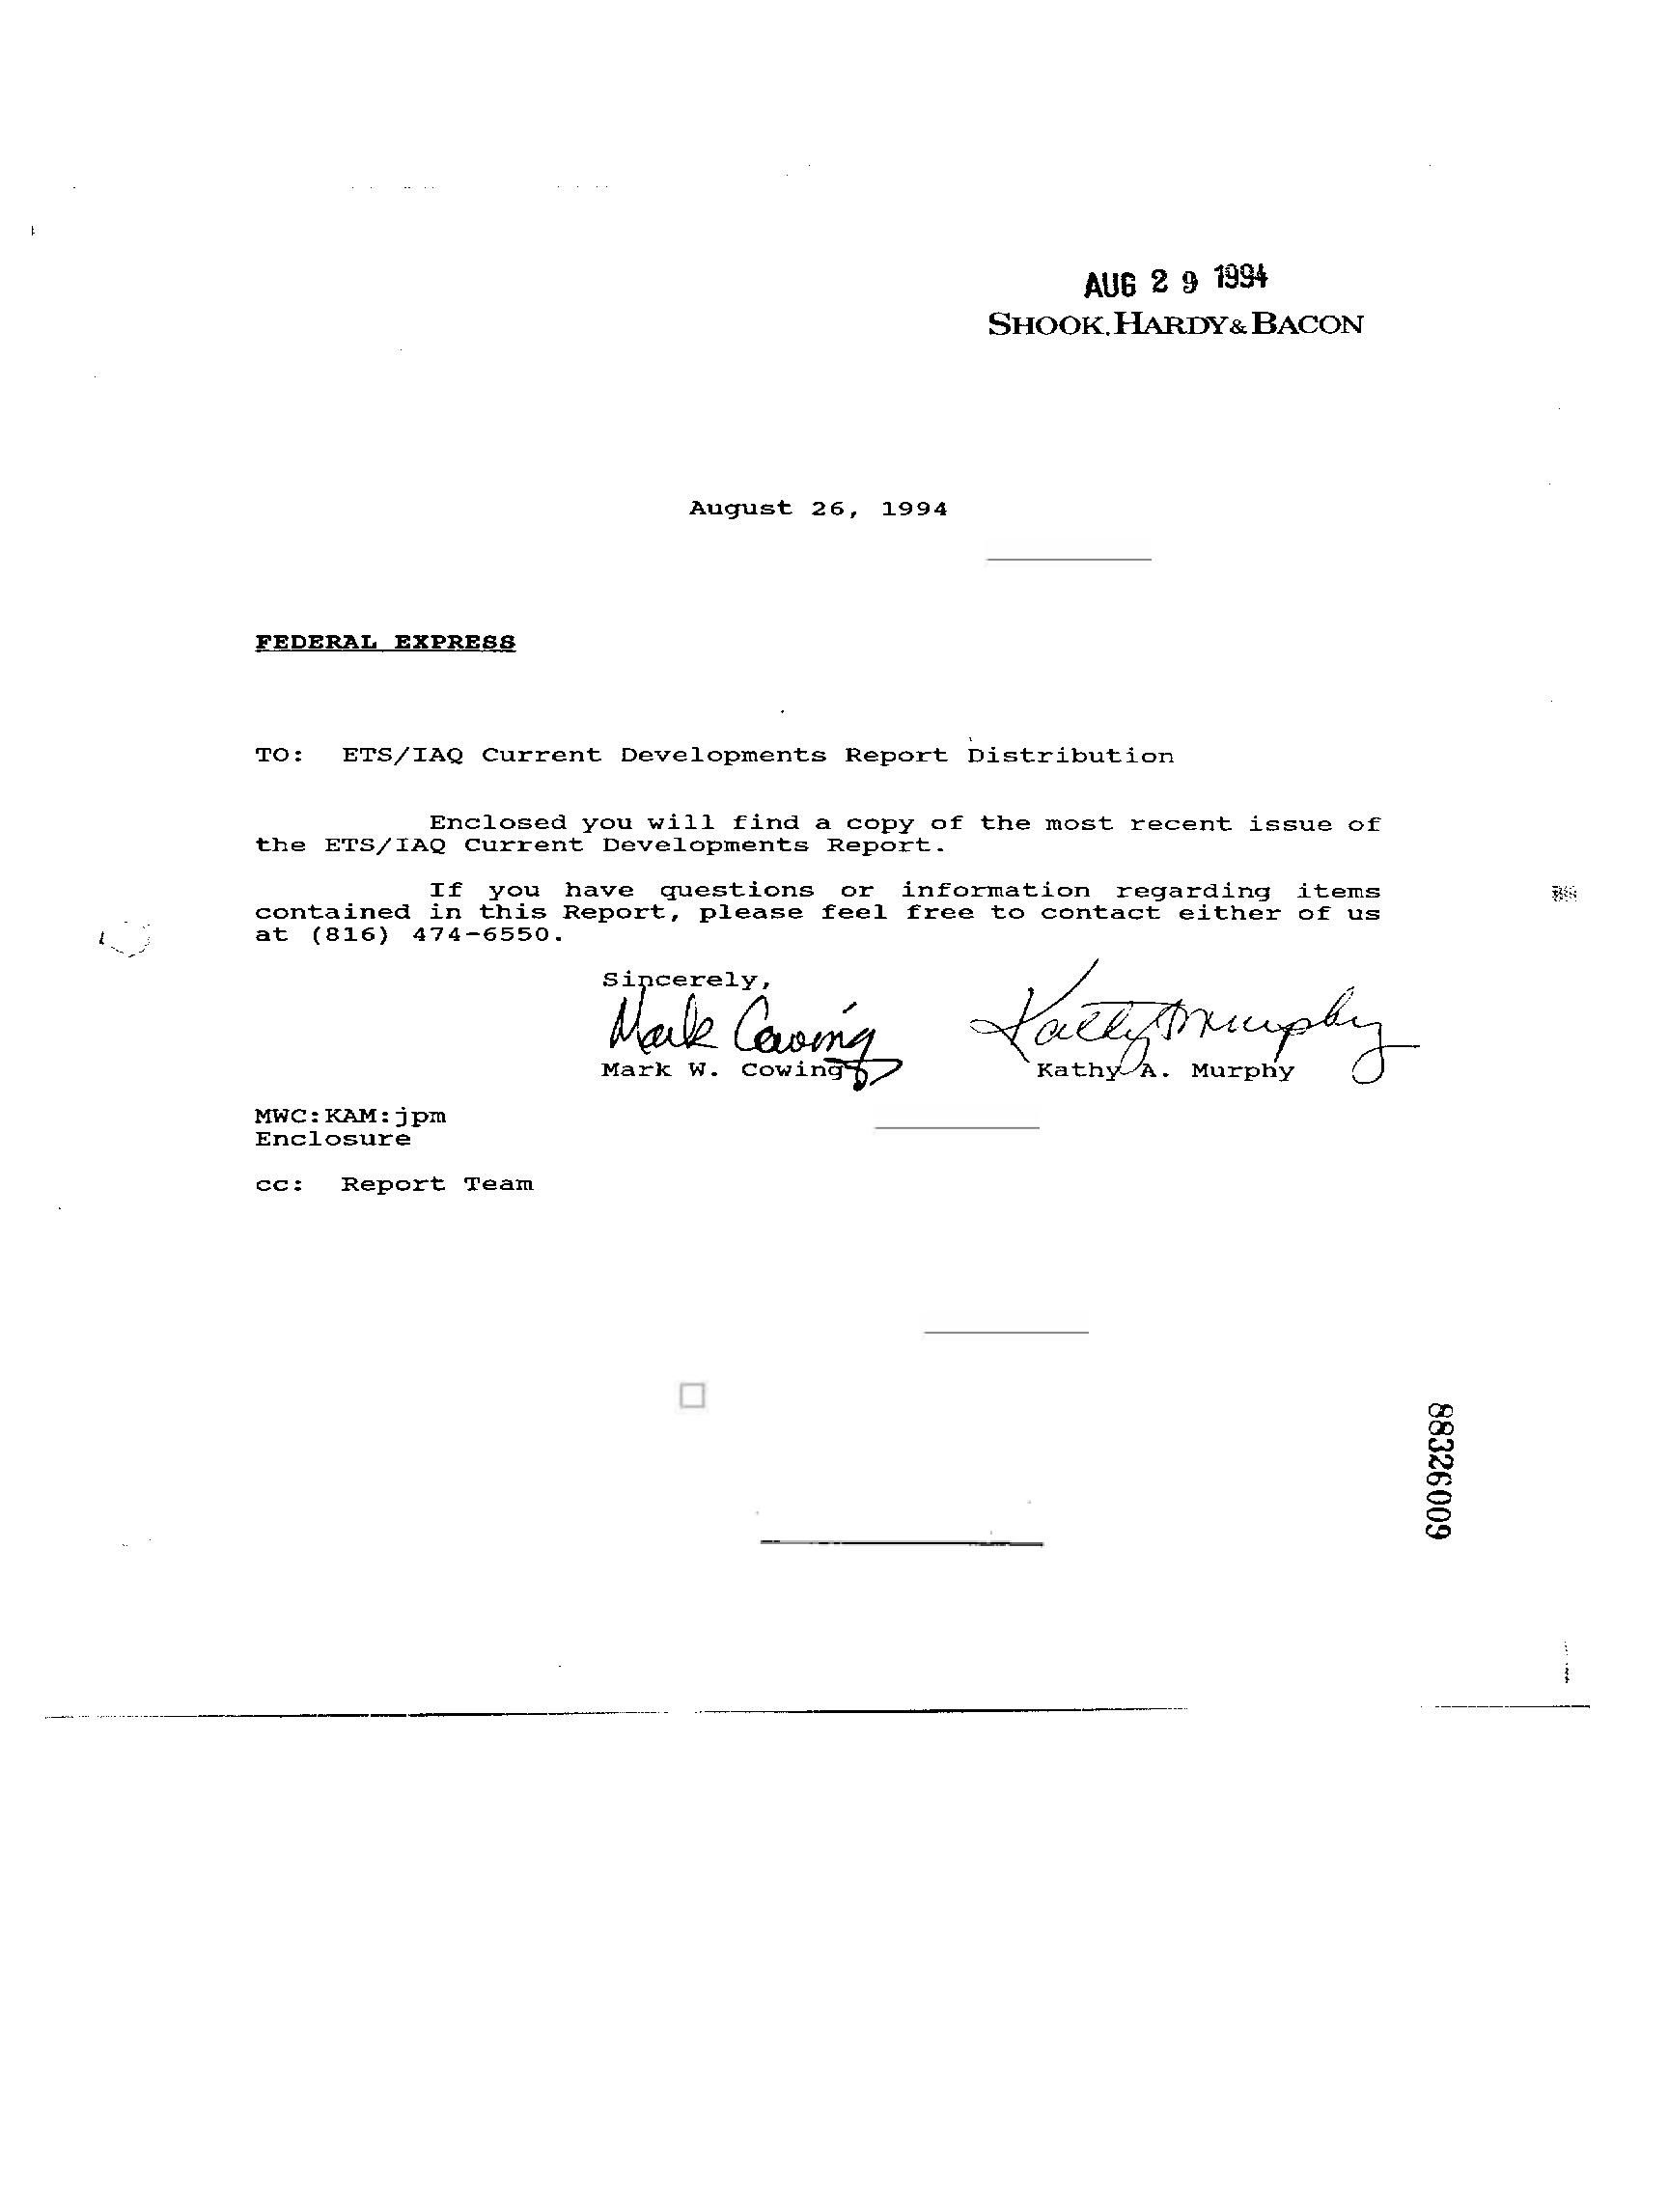 AUG 29 1994
SHOOK, HARDY & BACON
August 26, 1994
FEDERAL EXPRESS
TO: ETS/IAQ Current Developments Report Distribution
Enclosed you will find a copy of the most recent issue of
the ETS/IAQ Current Developments Report.
If you have questions or information regarding items
contained in this Report, please feel free to contact either of us
at (816) 474-6550.
Sincerely,
Mark Cowing Kathy A Murphy
Mark W. Cowing Kathy A. Murphy
MWC:KAM:jpm
Enclosure
cc: Report Team
88326009